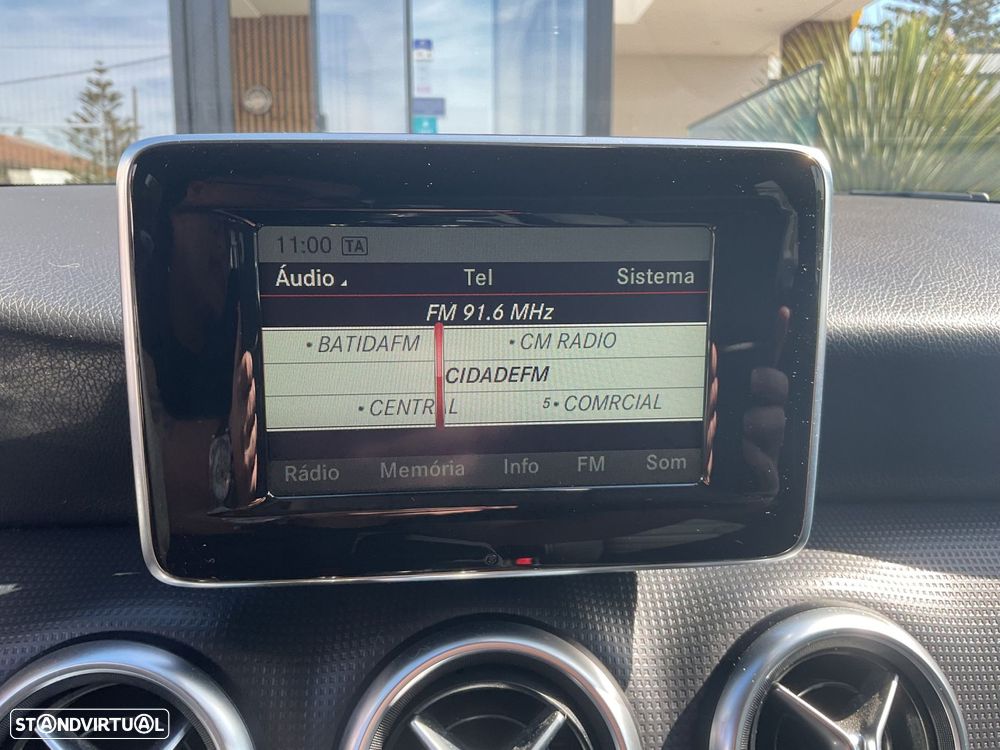 11:00 TA
Áudio Tel Sistema
FM 91.6 MHz
• BATIDAFM • CM RADIO
CIDADEFM
• CENTRAL 5• COMRCIAL
Rádio Memória Info FM Som
STANDVIRTUAL